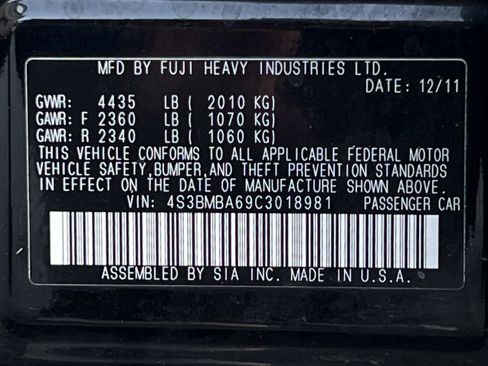 MFD BY FUJI HEAVY INDUSTRIES LTD.
DATE: 12/11
GVWR: 4435 LB ( 2010 KG)
GAWR: F 2360 LB ( 1070 KG)
GAWR: R 2340 LB ( 1060 KG)
THIS VEHICLE CONFORMS TO ALL APPLICABLE FEDERAL MOTOR
VEHICLE SAFETY, BUMPER, AND THEFT PREVENTION STANDARDS
IN EFFECT ON THE DATE OF MANUFACTURE SHOWN ABOVE.
VIN: 4S3BMBA69C3018981 PASSENGER CAR
ASSEMBLED BY SIA INC. MADE IN U.S.A.